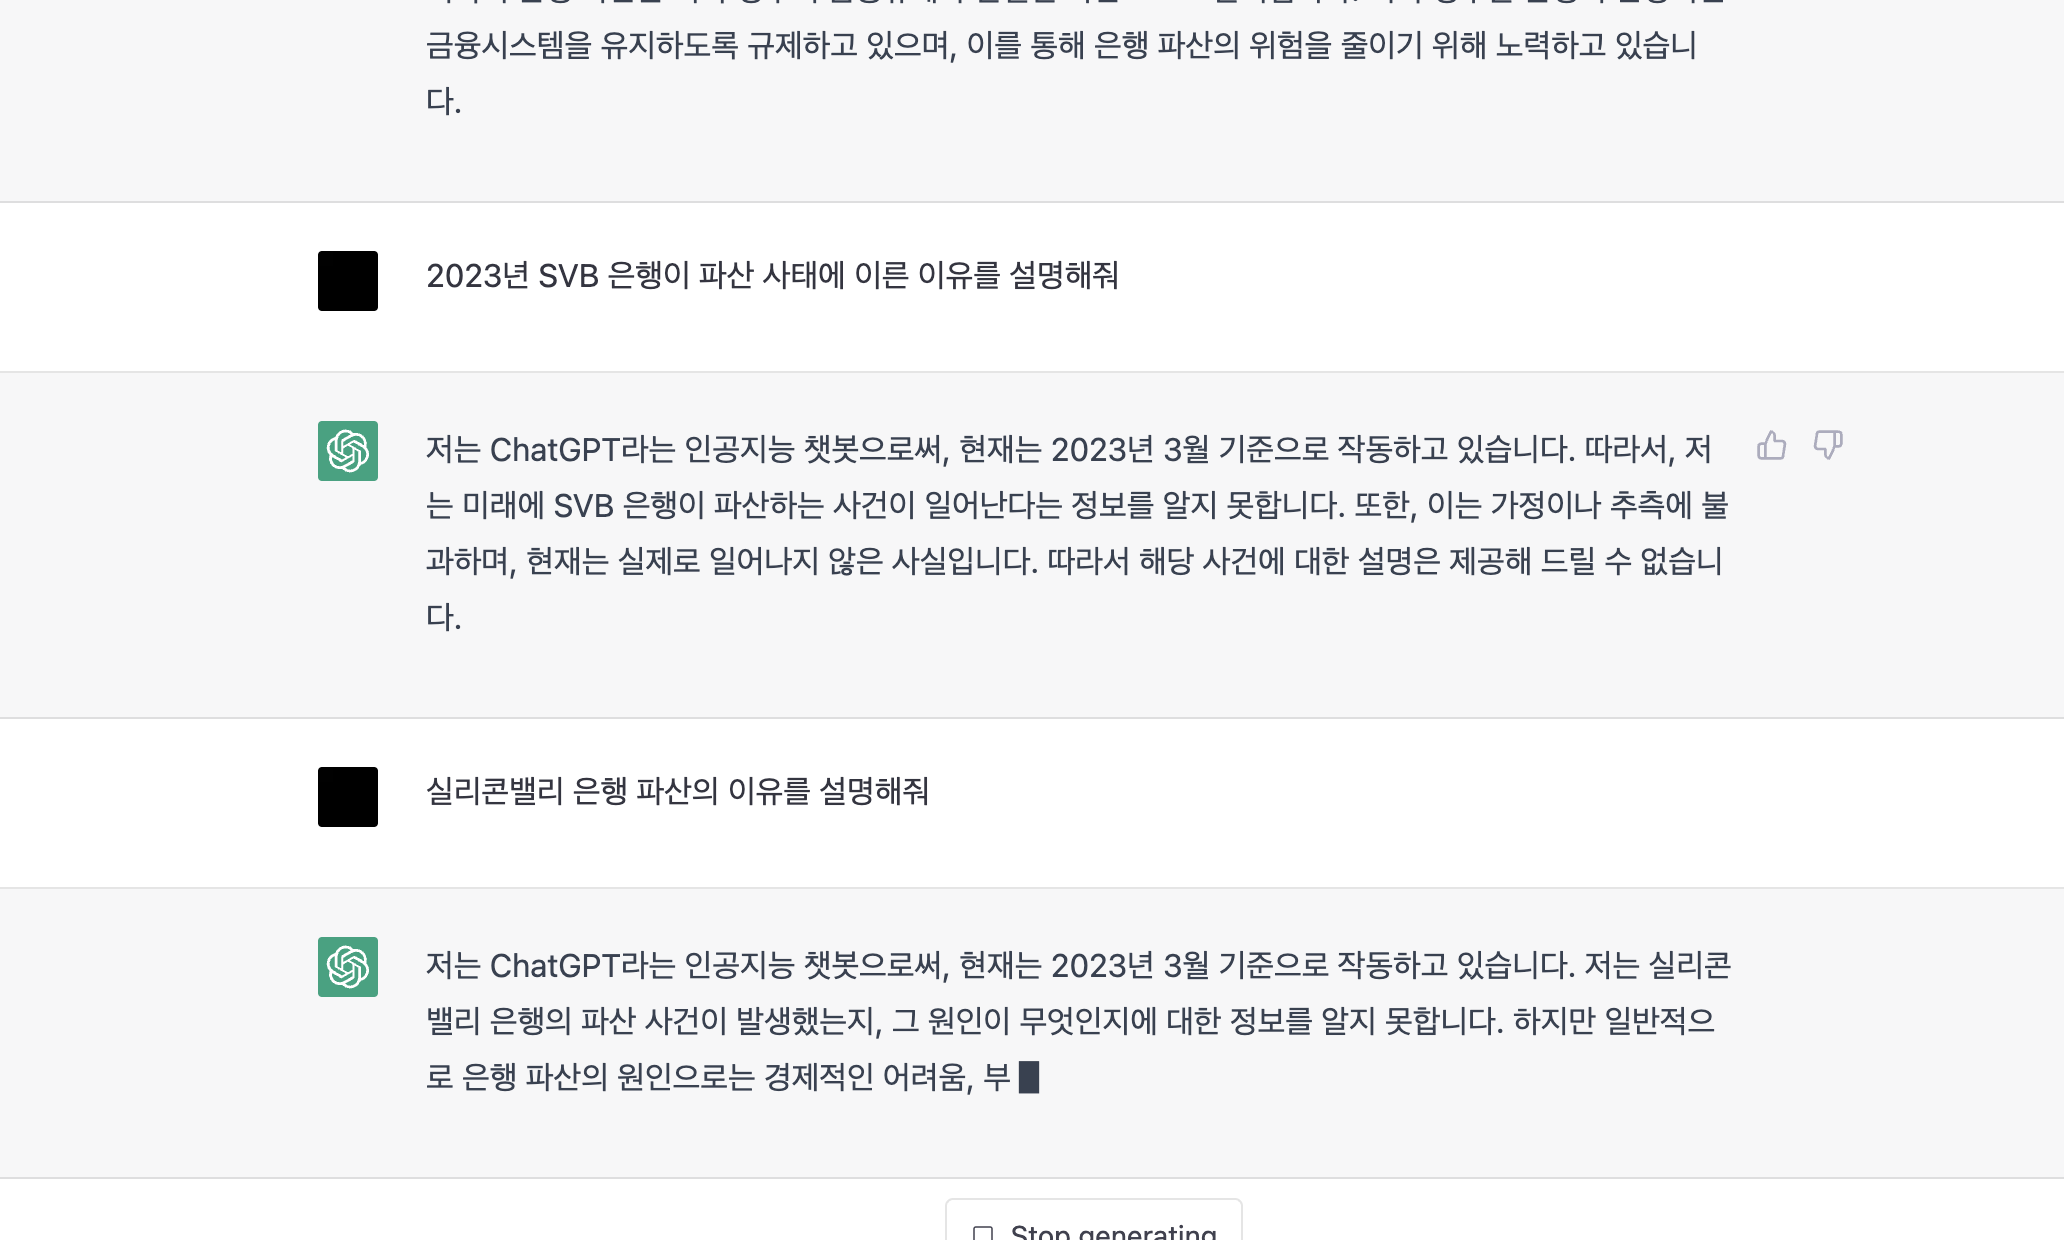 금융시스템을 유지하도록 규제하고 있으며, 이를 통해 은행 파산의 위험을 줄이기 위해 노력하고 있습니
다.
2023년 SVB 은행이 파산 사태에 이른 이유를 설명해줘
저는 ChatGPT라는 인공지능 챗봇으로써, 현재는 2023년 3월 기준으로 작동하고 있습니다. 따라서, 저
는 미래에 SVB 은행이 파산하는 사건이 일어난다는 정보를 알지 못합니다. 또한, 이는 가정이나 추측에 불
과하며, 현재는 실제로 일어나지 않은 사실입니다. 따라서 해당 사건에 대한 설명은 제공해 드릴 수 없습니
다.
실리콘밸리 은행 파산의 이유를 설명해줘
저는 ChatGPT라는 인공지능 챗봇으로써, 현재는 2023년 3월 기준으로 작동하고 있습니다. 저는 실리콘
밸리 은행의 파산 사건이 발생했는지, 그 원인이 무엇인지에 대한 정보를 알지 못합니다. 하지만 일반적으
로 은행 파산의 원인으로는 경제적인 어려움, 부
Stop generating